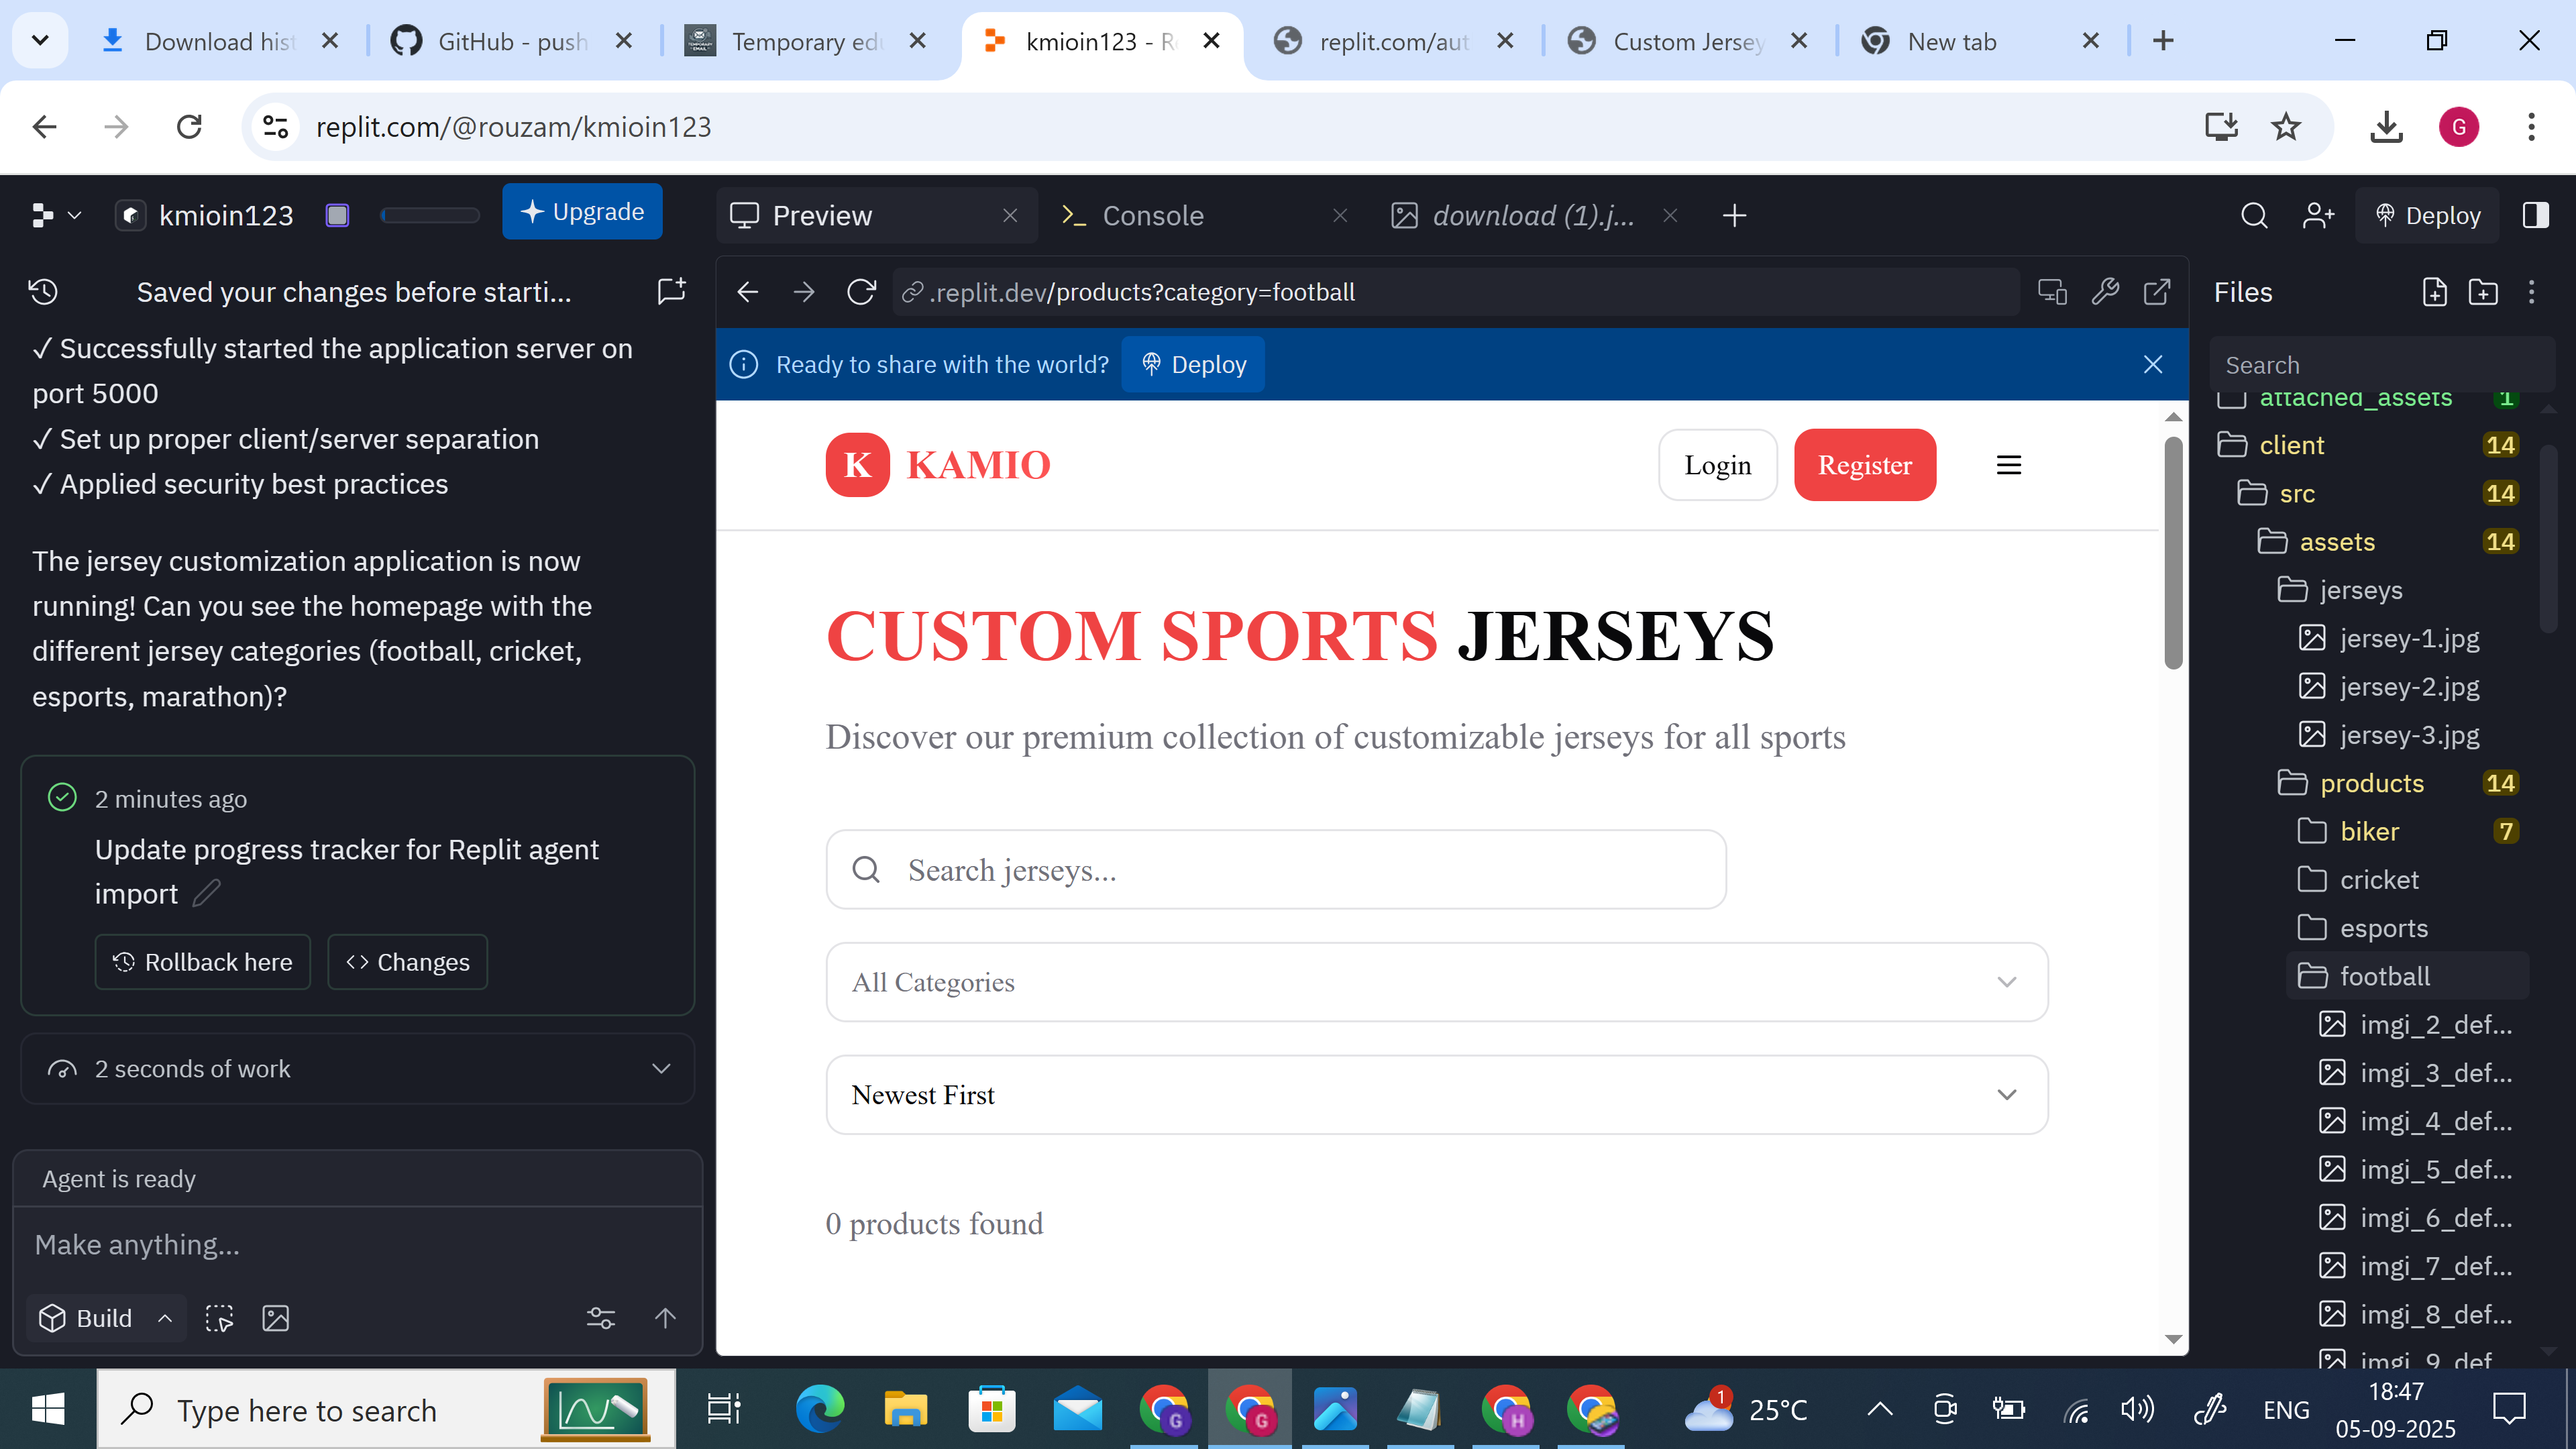 Download hist
GitHub - push
Temporary edu
kmioin123 - Re
replit.com/aut
Custom Jersey
New tab
replit.com/@rouzam/kmioin123
G
kmioin123
Upgrade
Preview
Console
download (1).j...
Deploy
Saved your changes before starti...
✓ Successfully started the application server on
port 5000
✓ Set up proper client/server separation
✓ Applied security best practices
The jersey customization application is now
running! Can you see the homepage with the
different jersey categories (football, cricket,
esports, marathon)?
2 minutes ago
Update progress tracker for Replit agent
import
Rollback here
Changes
2 seconds of work
Agent is ready
Make anything...
Build
.replit.dev/products?category=football
Ready to share with the world?
Deploy
K KAMIO
Login
Register
CUSTOM SPORTS JERSEYS
Discover our premium collection of customizable jerseys for all sports
Search jerseys...
All Categories
Newest First
0 products found
Files
Search
attached_assets 1
client 14
src 14
assets 14
jerseys
jersey-1.jpg
jersey-2.jpg
jersey-3.jpg
products 14
biker 7
cricket
esports
football
imgi_2_def...
imgi_3_def...
imgi_4_def...
imgi_5_def...
imgi_6_def...
imgi_7_def...
imgi_8_def...
imgi_9_def
Type here to search
G
G
H
1
25°C
ENG
18:47
05-09-2025